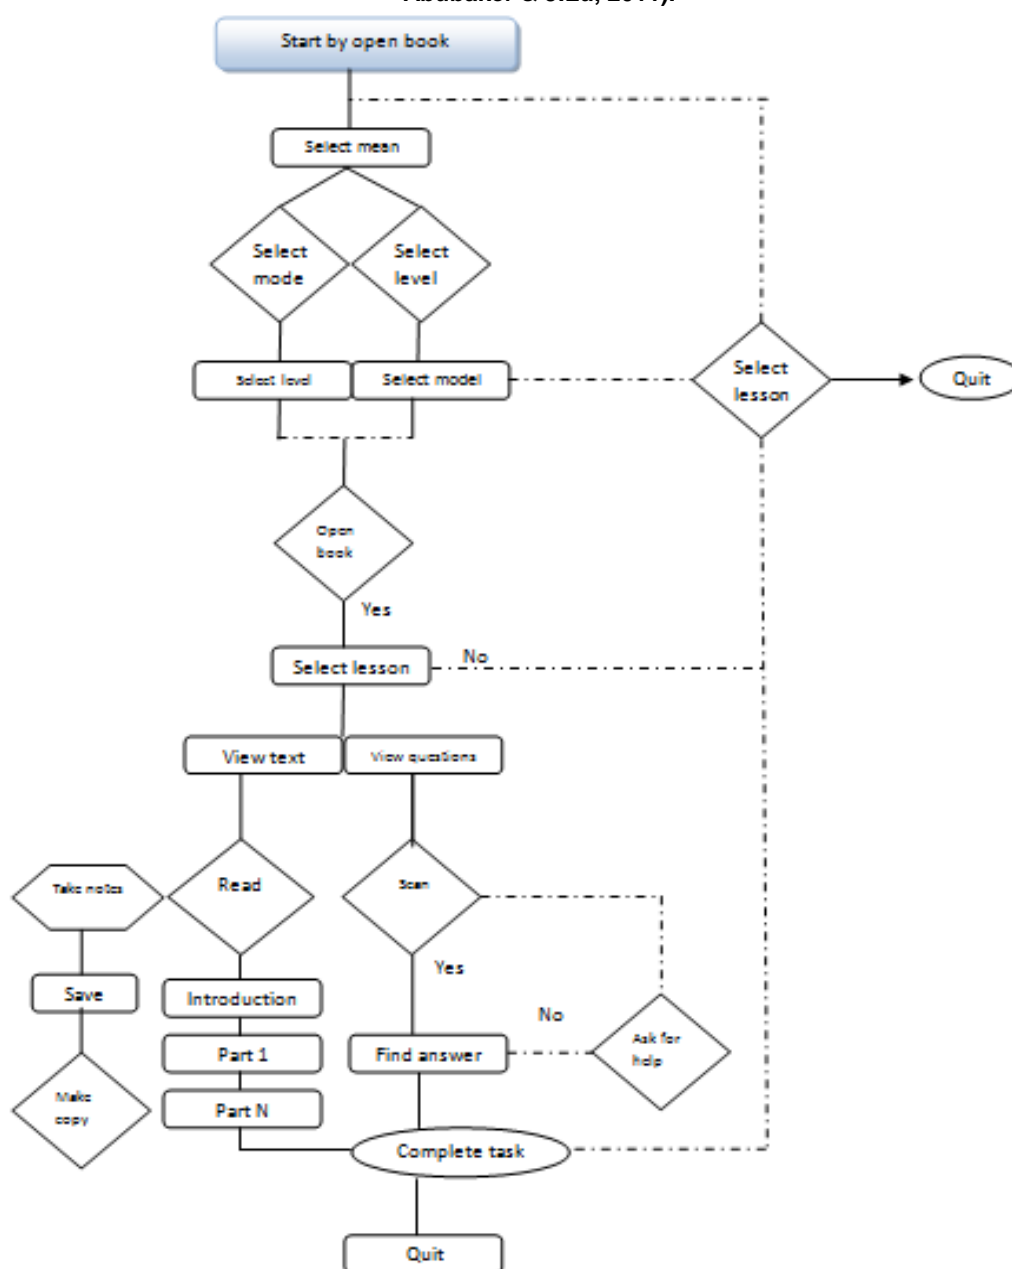 Start by open book
Select mean
Select
mode
Select
level
Select level
Select model
Select
lesson
Quit
Open
book
Yes
Select lesson
No
View text
View questions
Take notes
Read
Scan
Yes
Save
Introduction
No
Ask for
help
Part 1
Find answer
Make
copy
Part N
Complete task
Quit